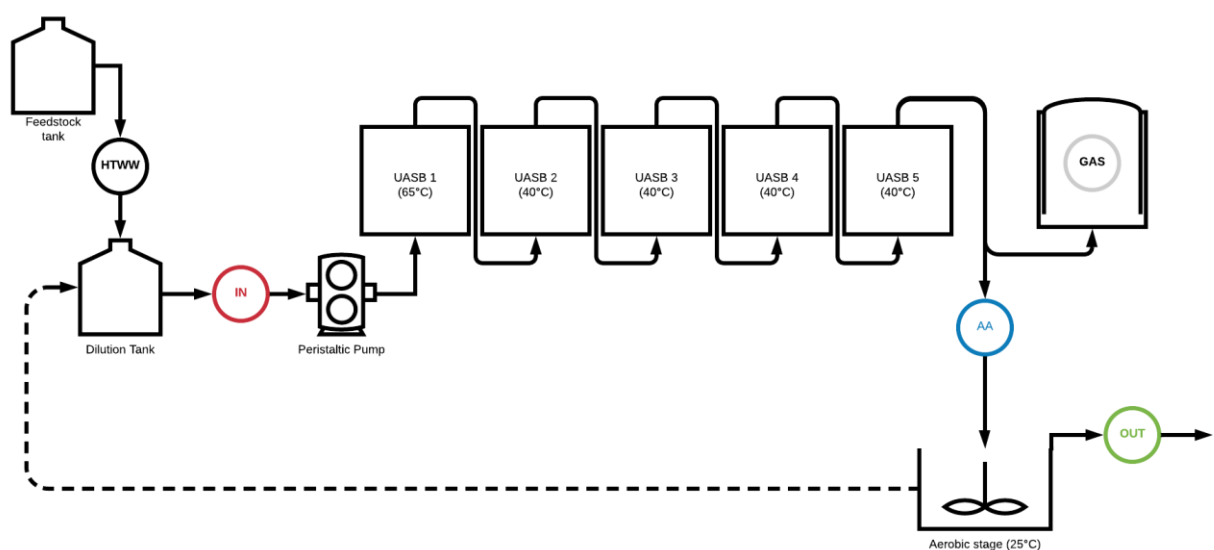 Feedstock
tank
HTWW
Dilution Tank
IN
Peristaltic Pump
UASB 1
(65°C)
UASB 2
(40°C)
UASB 3
(40°C)
UASB 4
(40°C)
UASB 5
(40°C)
GAS
AA
OUT
Aerobic stage (25°C)